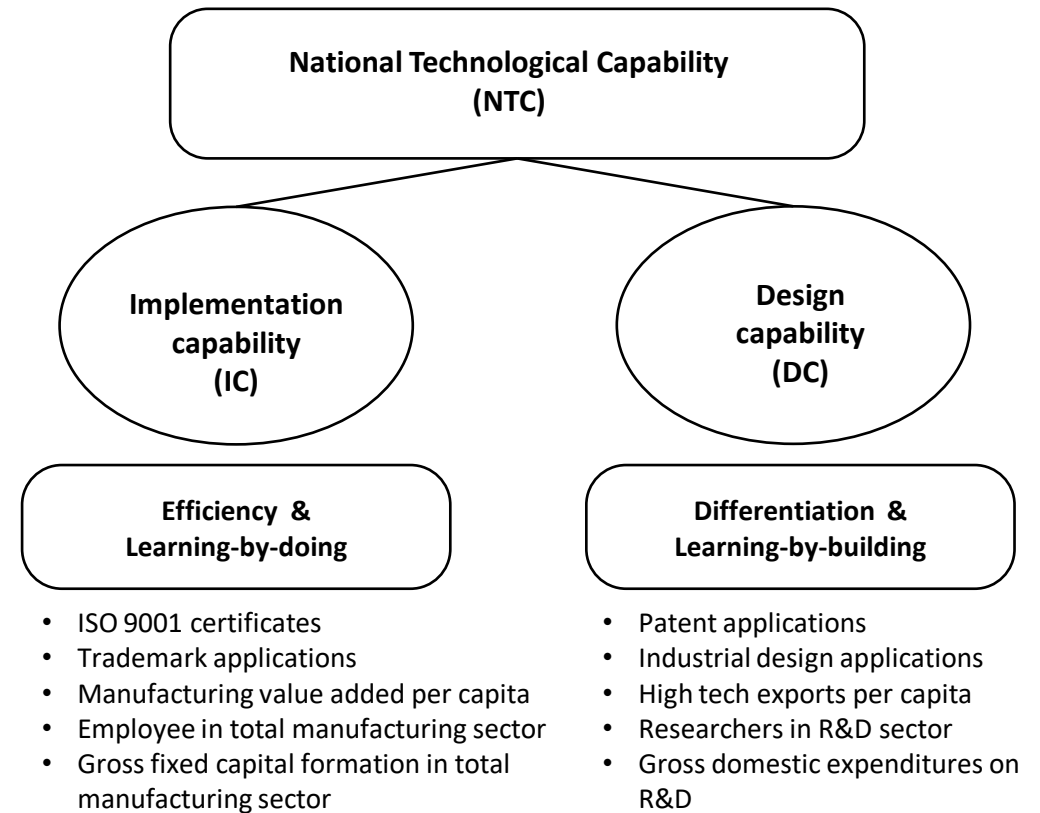 National Technological Capability
(NTC)
Implementation
capability
(IC)
Design
capability
(DC)
Efficiency &
Learning-by-doing
Differentiation &
Learning-by-building
• ISO 9001 certificates
• Trademark applications
• Manufacturing value added per capita
• Employee in total manufacturing sector
• Gross fixed capital formation in total
manufacturing sector
• Patent applications
• Industrial design applications
• High tech exports per capita
• Researchers in R&D sector
• Gross domestic expenditures on
R&D